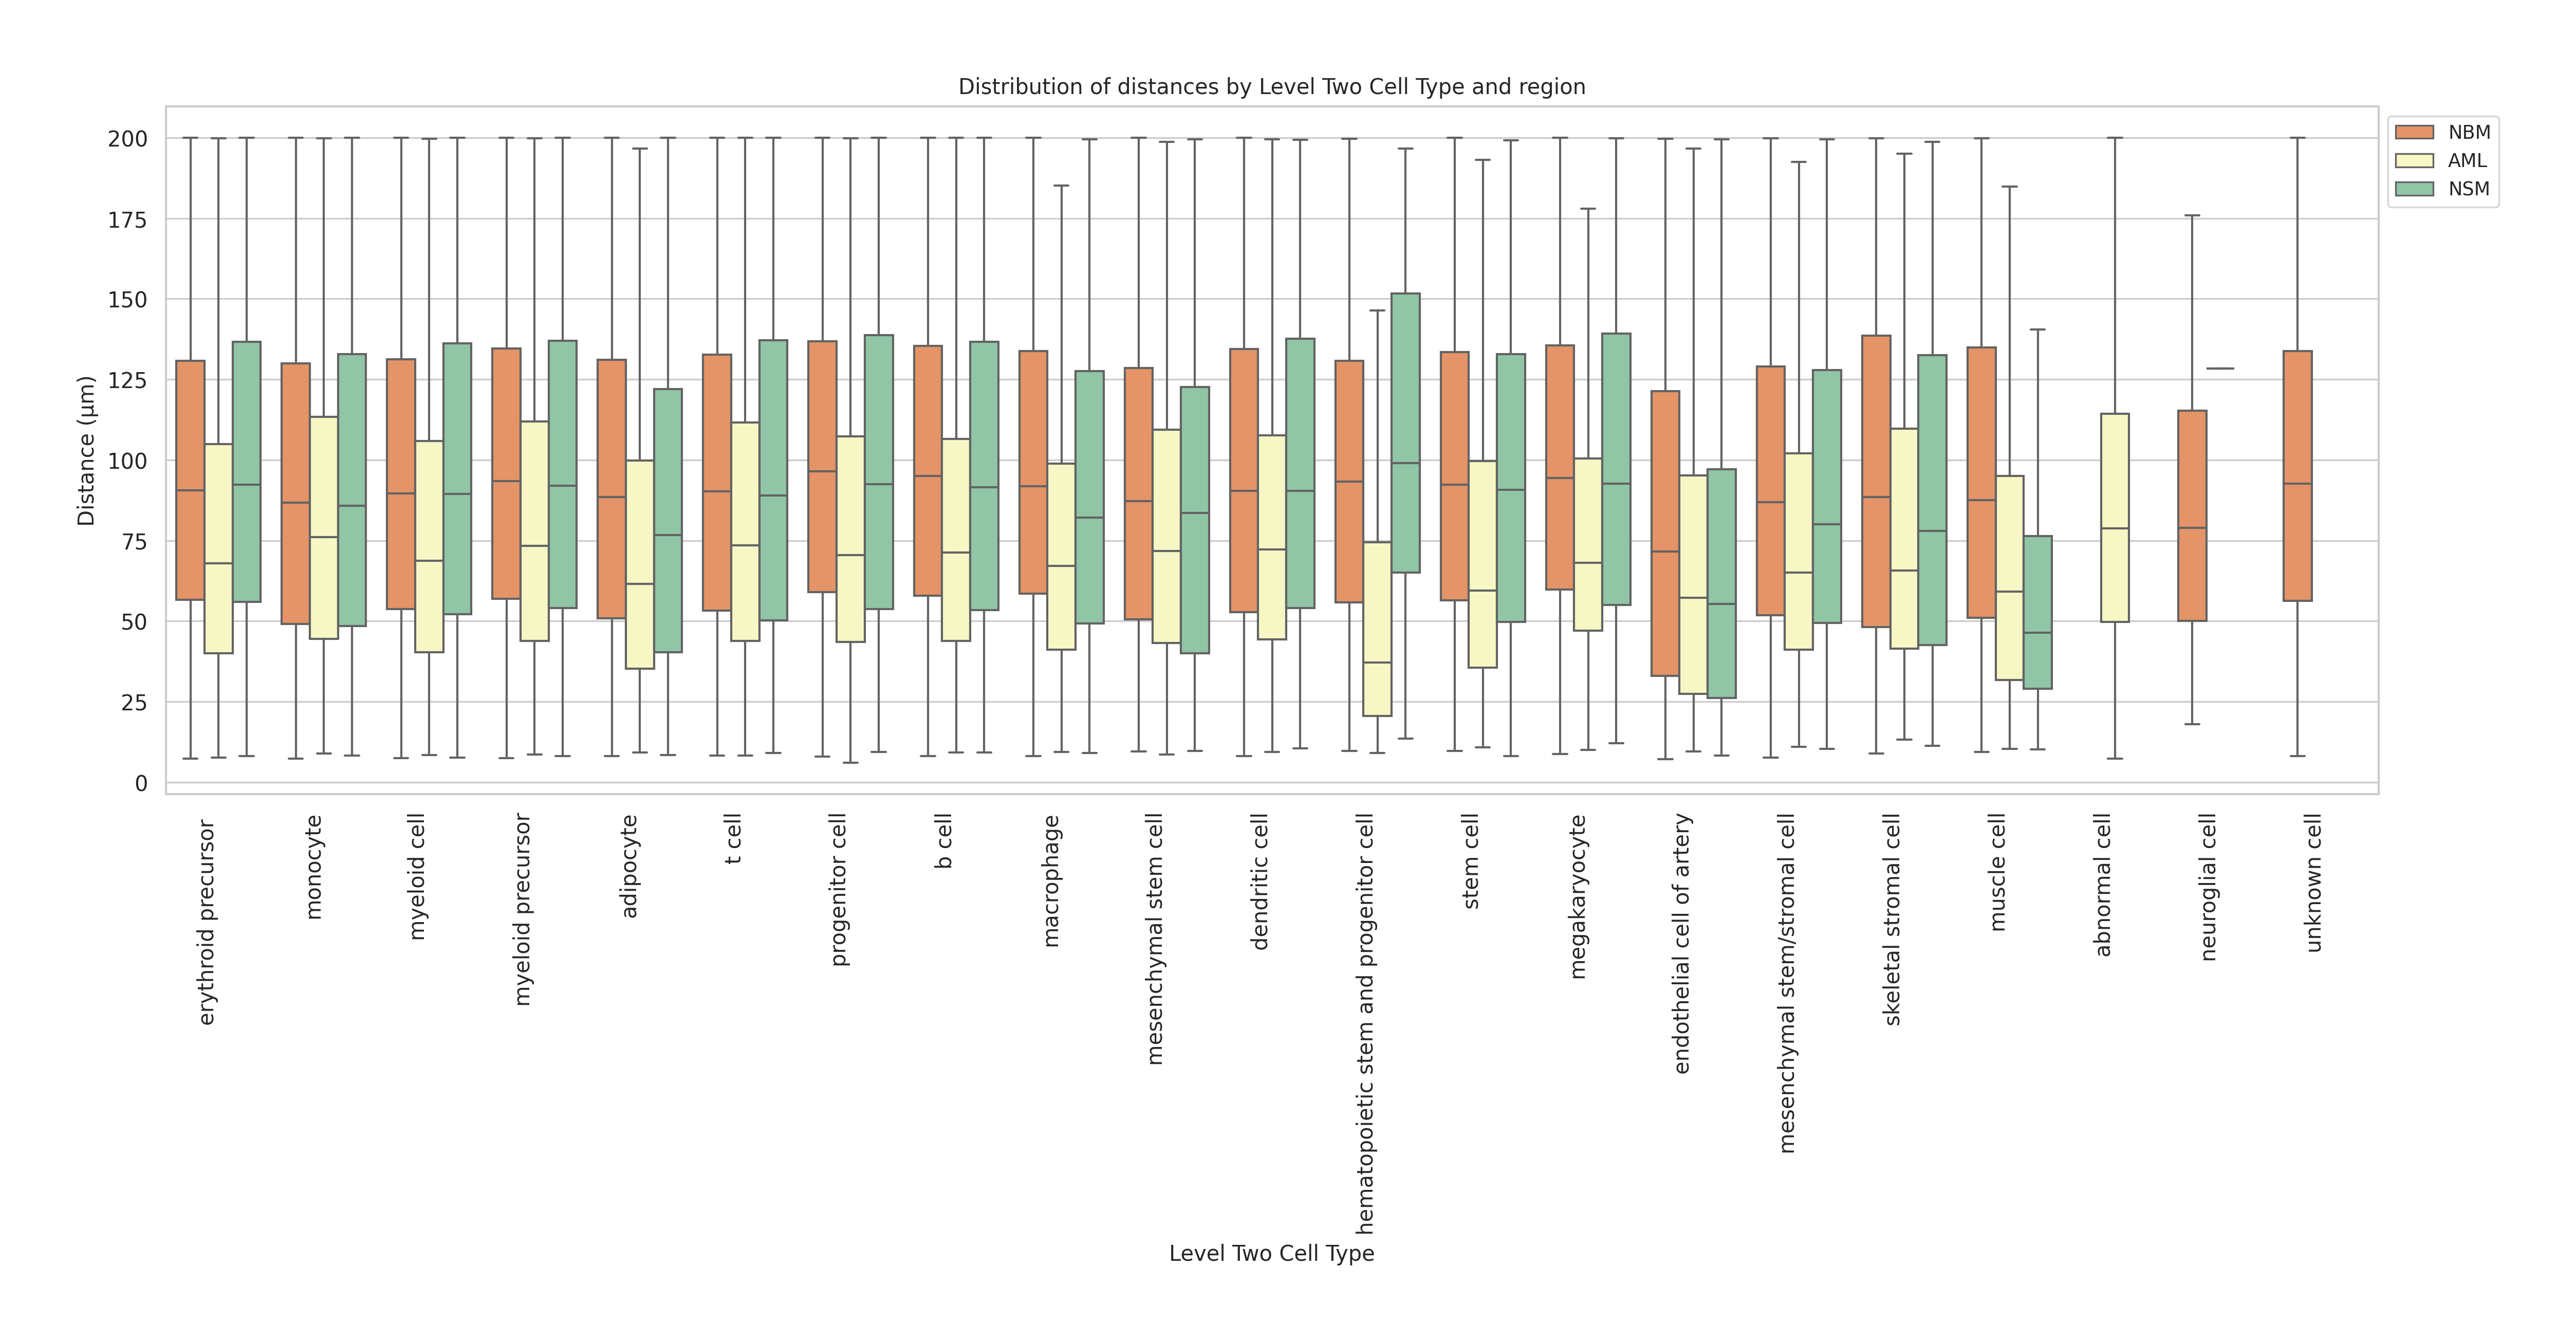 Distribution of distances by Level Two Cell Type and region
NBM
AML
NSM
Distance (μm)
200
175
150
125
100
75
50
25
0
erythroid precursor
monocyte
myeloid cell
myeloid precursor
adipocyte
t cell
progenitor cell
b cell
macrophage
mesenchymal stem cell
dendritic cell
hematopoietic stem and progenitor cell
stem cell
megakaryocyte
endothelial cell of artery
mesenchymal stem/stromal cell
skeletal stromal cell
muscle cell
abnormal cell
neuroglial cell
unknown cell
Level Two Cell Type